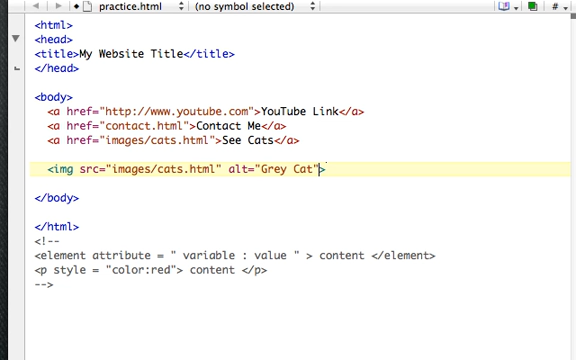 practice.html (no symbol selected) #
<html>
<head>
<title>My Website Title</title>
</head>
<body>
<a href="http://www.youtube.com">YouTube Link</a>
<a href="contact.html">Contact Me</a>
<a href="images/cats.html">See Cats</a>
<img src="images/cats.html" alt="Grey Cat">
</body>
</html>
<!--
<element attribute = " variable : value " > content </element>
<p style = "color:red"> content </p>
-->